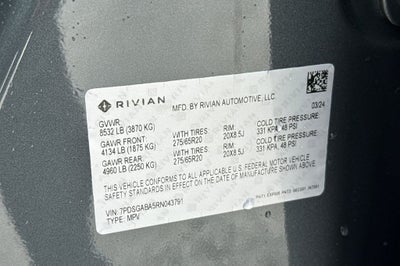 RIVIAN
MFD. BY RIVIAN AUTOMOTIVE, LLC 03/24
GVWR:
8532 LB (3870 KG) WITH TIRES: RIM: COLD TIRE PRESSURE:
GAWR FRONT 275/65R20 20X8.5J 331 KPA, 48 PSI
4134 LB (1875 KG) WITH TIRES: RIM: COLD TIRE PRESSURE:
GAWR REAR: 275/65R20 20X8.5J 331 KPA, 48 PSI
4960 LB (2250 KG)
THIS VEHICLE CONFORMS TO ALL APPLICABLE U.S. FEDERAL MOTOR VEHICLE
SAFETY STANDARDS IN EFFECT ON THE DATE OF MANUFACTURE SHOWN ABOVE.
VIN: 7PDSGABA5RN043791
TYPE: MPV